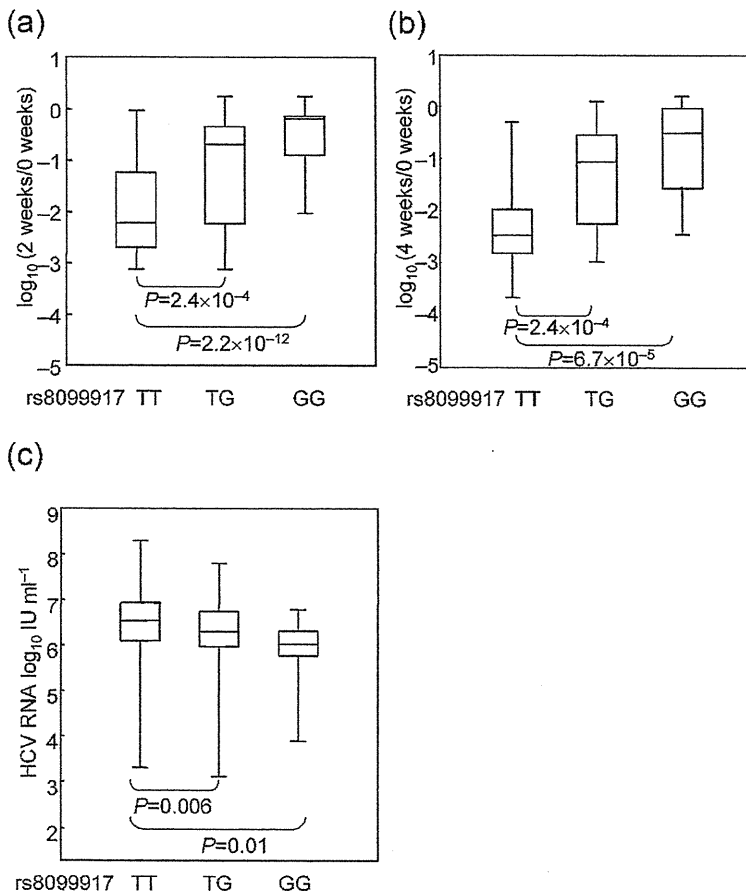 (a)
log₁₀ (2 weeks/0 weeks)
1
0
–1
–2
–3
–4
–5
P=2.4×10⁻⁴
P=2.2×10⁻¹²
rs8099917 TT TG GG
(b)
log₁₀ (4 weeks/0 weeks)
1
0
–1
–2
–3
–4
–5
P=2.4×10⁻⁴
P=6.7×10⁻⁵
rs8099917 TT TG GG
(c)
HCV RNA log₁₀ IU ml⁻¹
9
8
7
6
5
4
3
2
P=0.006
P=0.01
rs8099917 TT TG GG